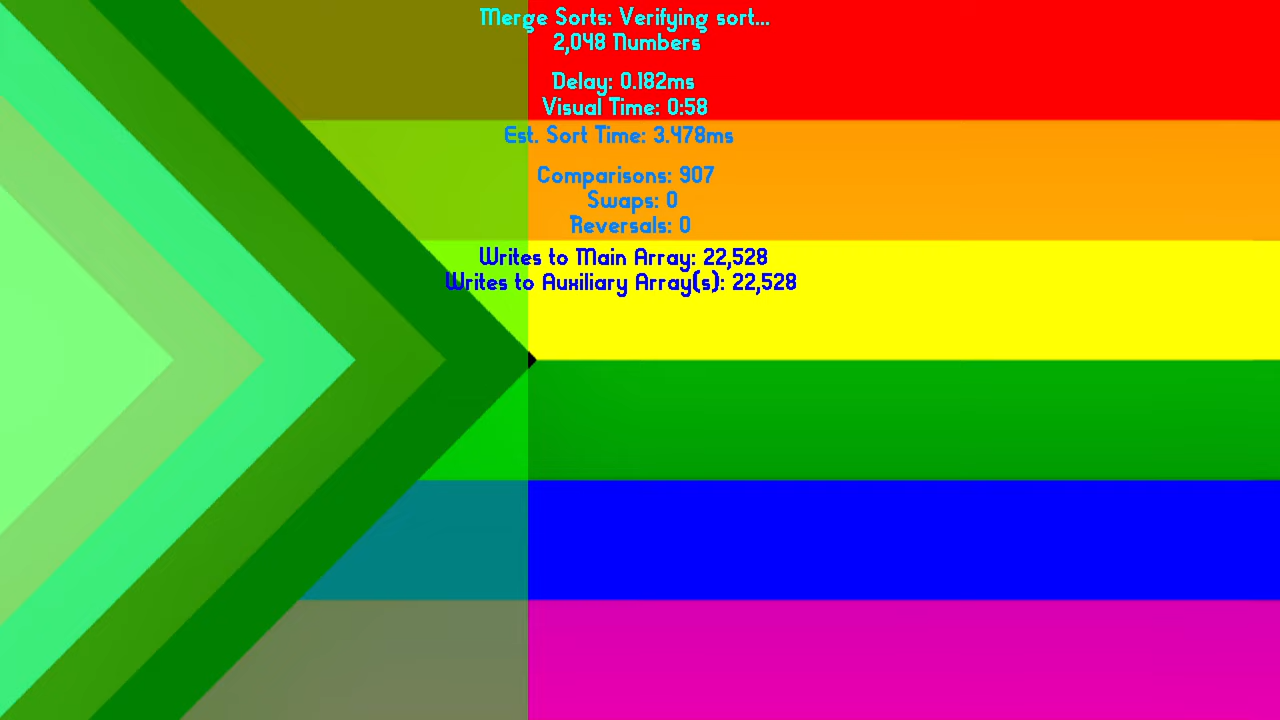 Merge Sorts: Verifying sort...
2,048 Numbers
Delay: 0.182ms
Visual Time: 0:58
Est. Sort Time: 3.478ms
Comparisons: 907
Swaps: 0
Reversals: 0
Writes to Main Array: 22,528
Writes to Auxiliary Array(s): 22,528